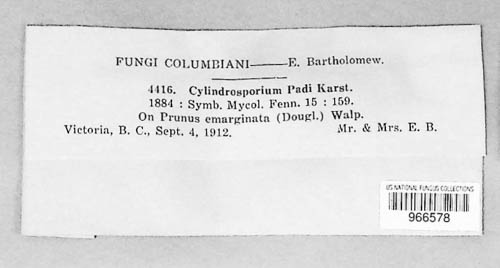 FUNGI COLUMBIANI——E. Bartholomew.
4416. Cylindrosporium Padi Karst.
1884 : Symb. Mycol. Fenn. 15 : 159.
On Prunus emarginata (Dougl.) Walp.
Victoria, B. C., Sept. 4, 1912. Mr. & Mrs. E. B.
US NATIONAL FUNGUS COLLECTIONS
966578